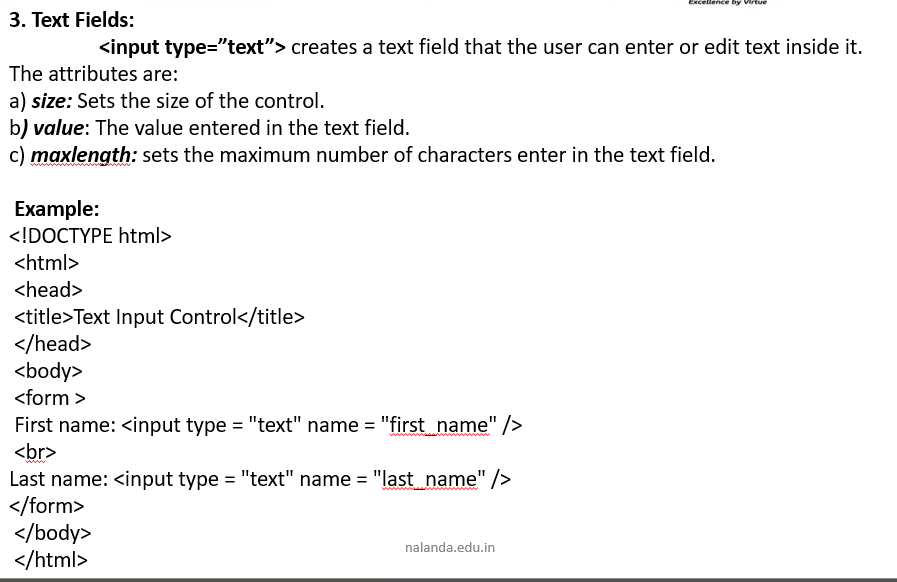 Excellence by Virtue
3. Text Fields:
<input type=”text”> creates a text field that the user can enter or edit text inside it.
The attributes are:
a) size: Sets the size of the control.
b) value: The value entered in the text field.
c) maxlength: sets the maximum number of characters enter in the text field.
Example:
<!DOCTYPE html>
<html>
<head>
<title>Text Input Control</title>
</head>
<body>
<form >
First name: <input type = "text" name = "first_name" />
<br>
Last name: <input type = "text" name = "last_name" />
</form>
</body>
nalanda.edu.in
</html>